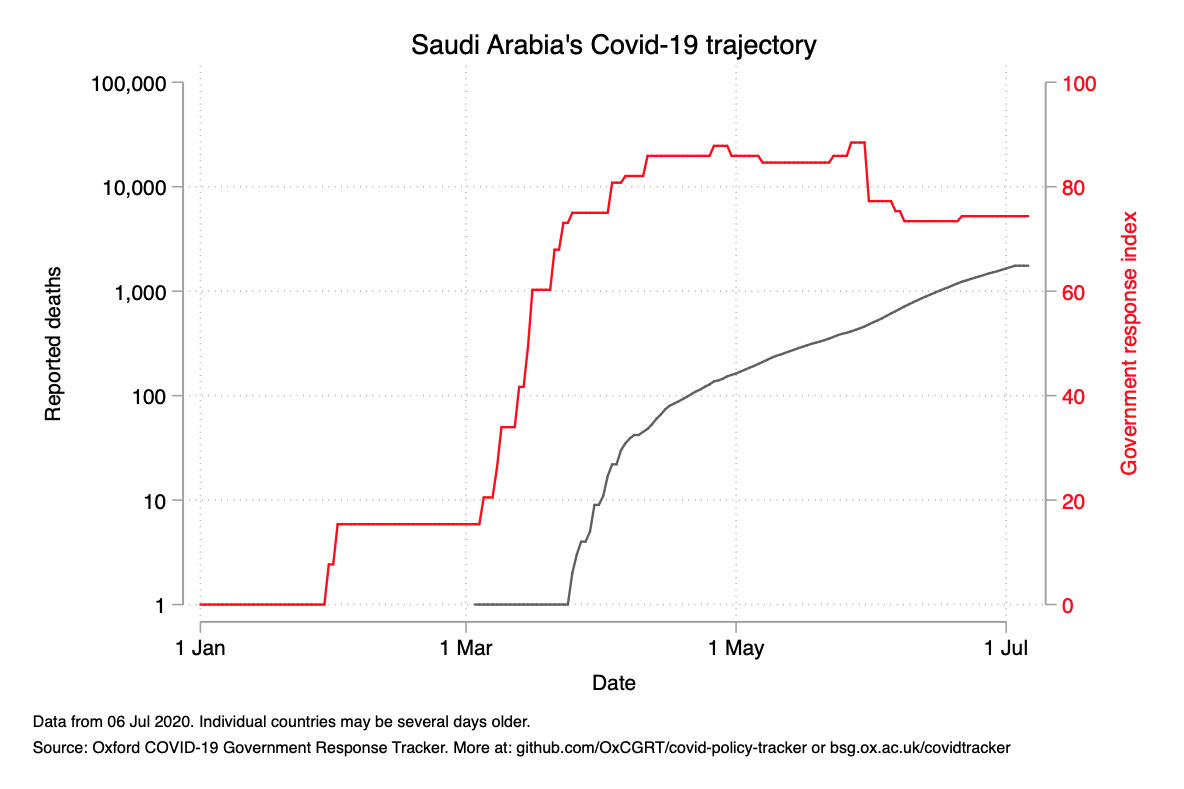 Saudi Arabia's Covid-19 trajectory
100,000
10,000
1,000
100
10
1
Reported deaths
100
80
60
40
20
0
Government response index
1 Jan
1 Mar
1 May
1 Jul
Date
Data from 06 Jul 2020. Individual countries may be several days older.
Source: Oxford COVID-19 Government Response Tracker. More at: github.com/OxCGRT/covid-policy-tracker or bsg.ox.ac.uk/covidtracker